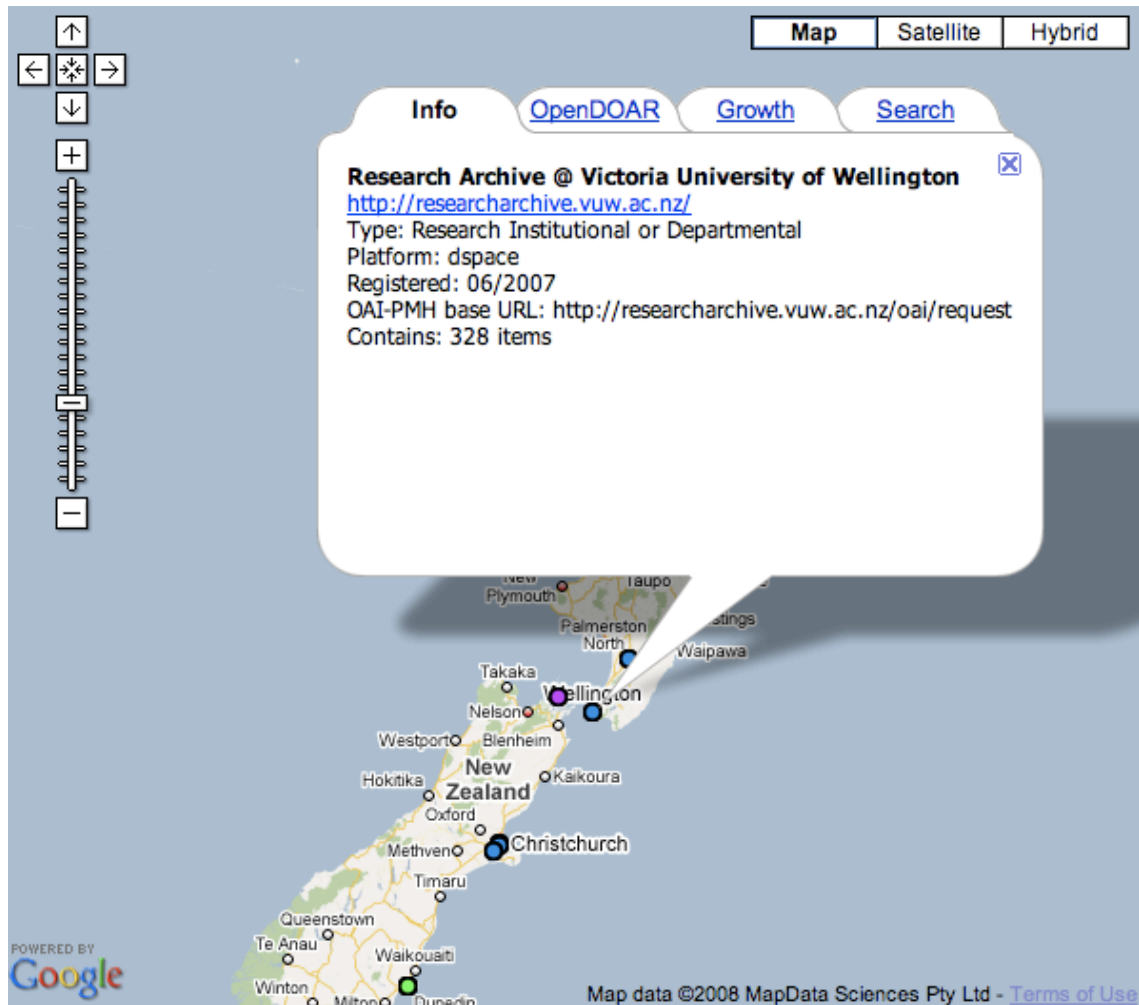 Map Satellite Hybrid
Info OpenDOAR Growth Search
Research Archive @ Victoria University of Wellington
http://researcharchive.vuw.ac.nz/
Type: Research Institutional or Departmental
Platform: dspace
Registered: 06/2007
OAI-PMH base URL: http://researcharchive.vuw.ac.nz/oai/request
Contains: 328 items
New
Plymouth
Taupo
Palmerston
North
Waipawa
Takaka
Wellington
Nelson
Westport
Blenheim
New
Zealand
Hokitika
Kaikoura
Oxford
Christchurch
Methven
Timaru
Queenstown
Te Anau
Waikouaiti
Winton
Milton
Dunedin
POWERED BY
Google
Map data ©2008 MapData Sciences Pty Ltd - Terms of Use